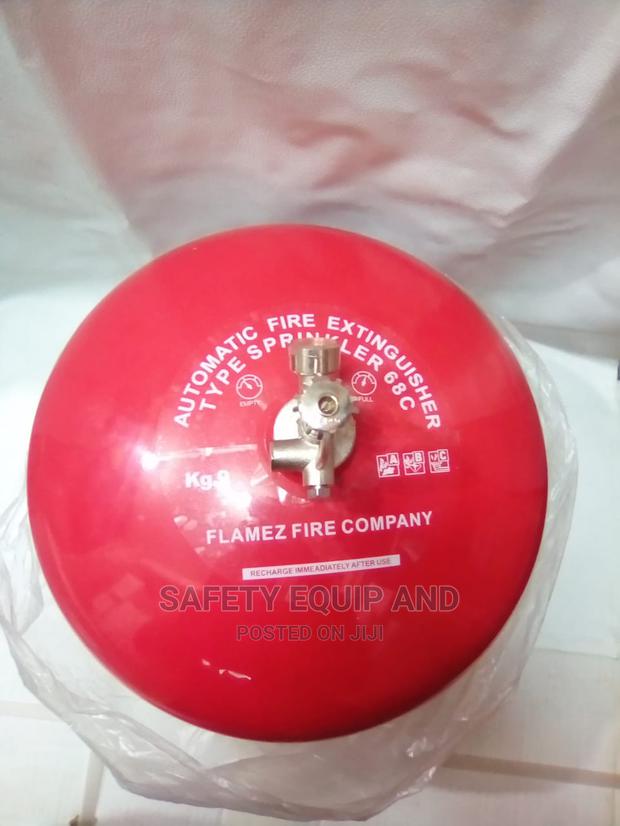 AUTOMATIC FIRE EXTINGUISHER
TYPE SPRINKLER 68C
EMPTY
FULL
Kg.9
A B C
FLAMEZ FIRE COMPANY
RECHARGE IMMEADIATELY AFTER USE
SAFETY EQUIP AND
POSTED ON JIJI